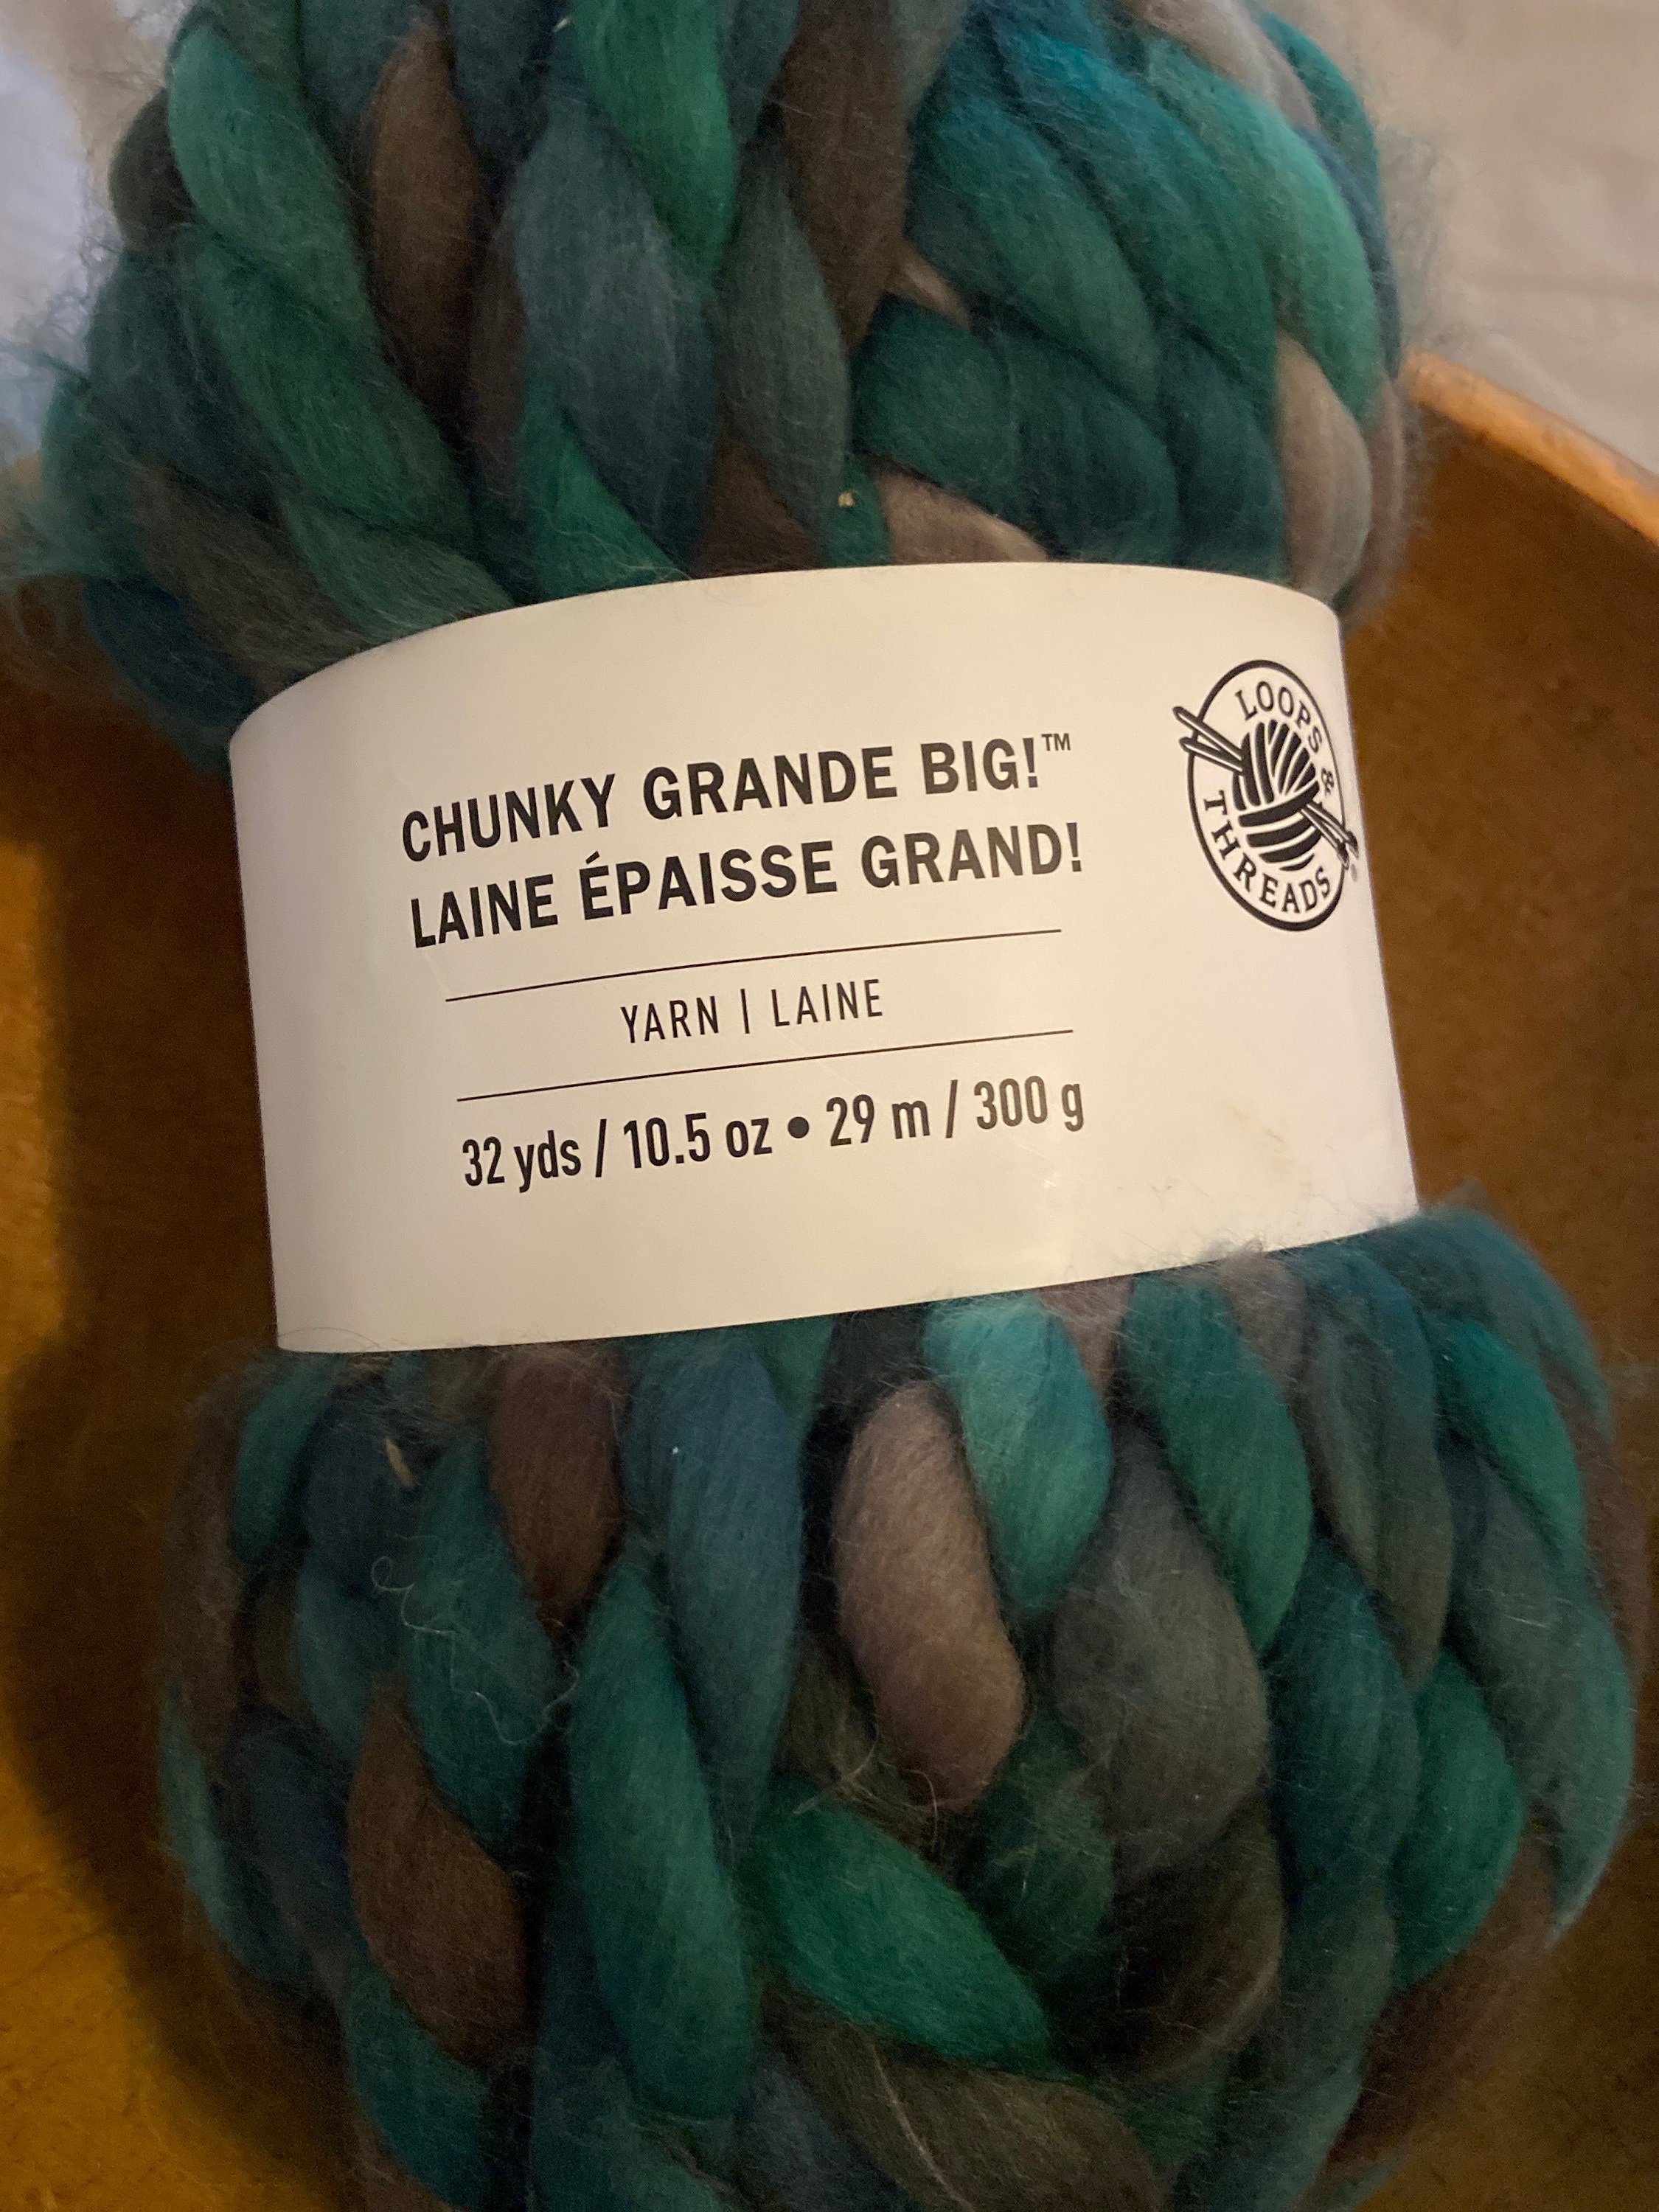 CHUNKY GRANDE BIG!™
LAINE ÉPAISSE GRAND!
YARN | LAINE
32 yds / 10.5 oz • 29 m / 300 g
LOOPS &
THREADS®